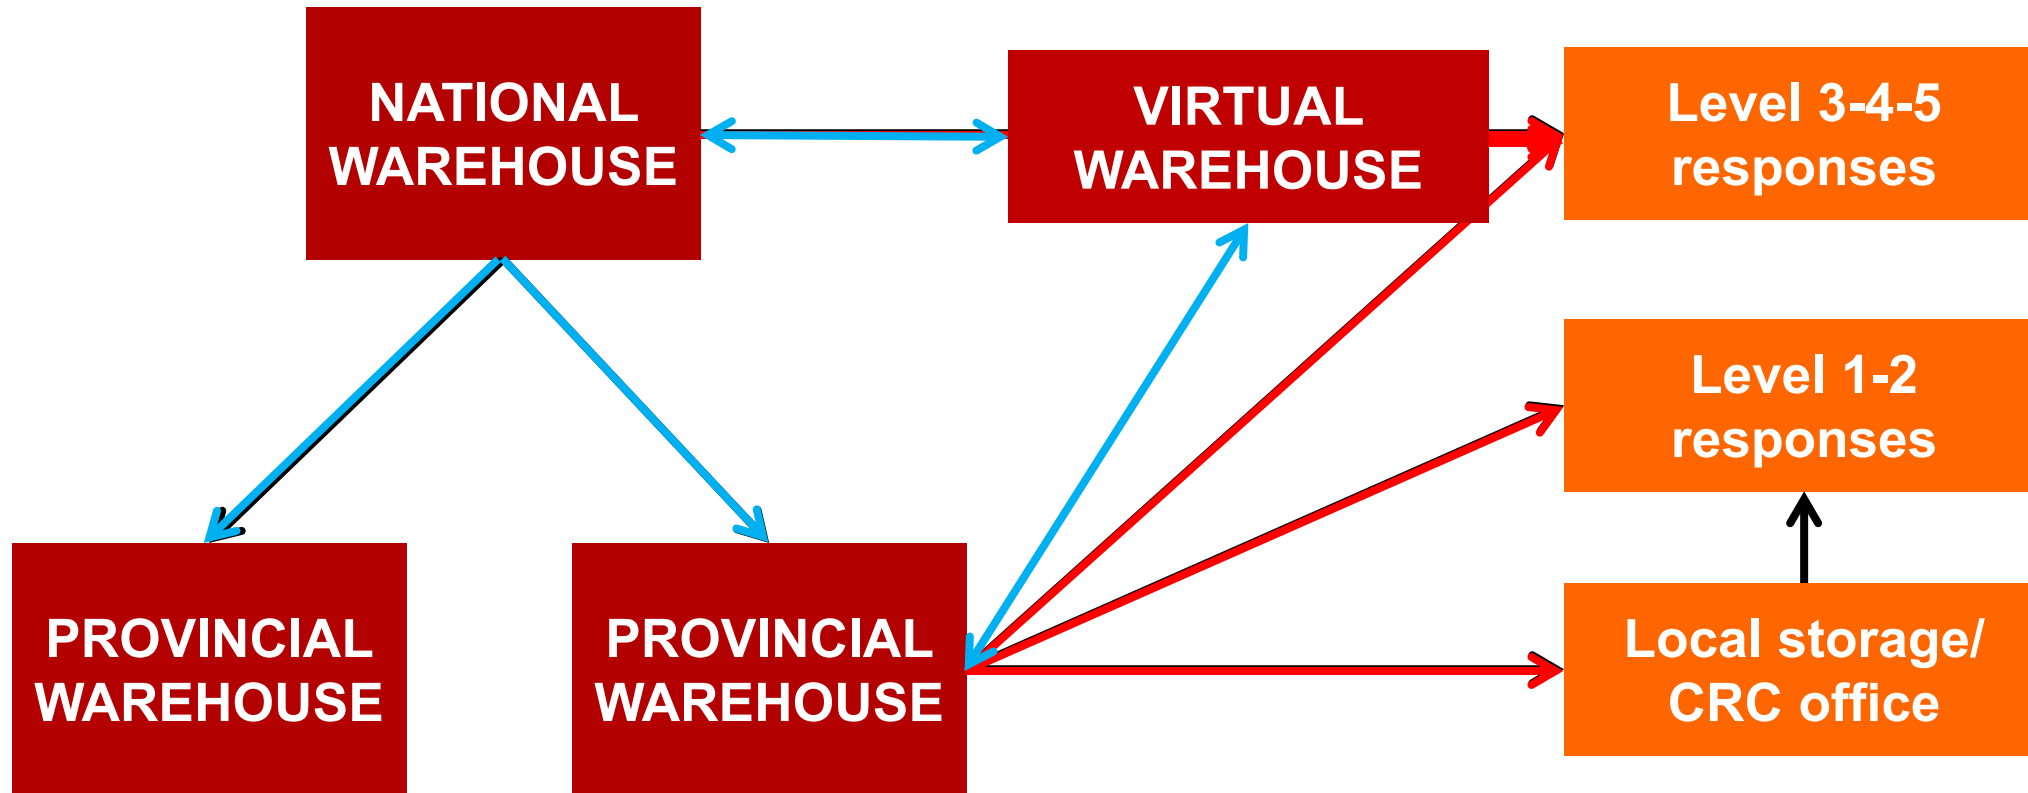 NATIONAL
WAREHOUSE
VIRTUAL
WAREHOUSE
Level 3-4-5
responses
Level 1-2
responses
PROVINCIAL
WAREHOUSE
PROVINCIAL
WAREHOUSE
Local storage/
CRC office